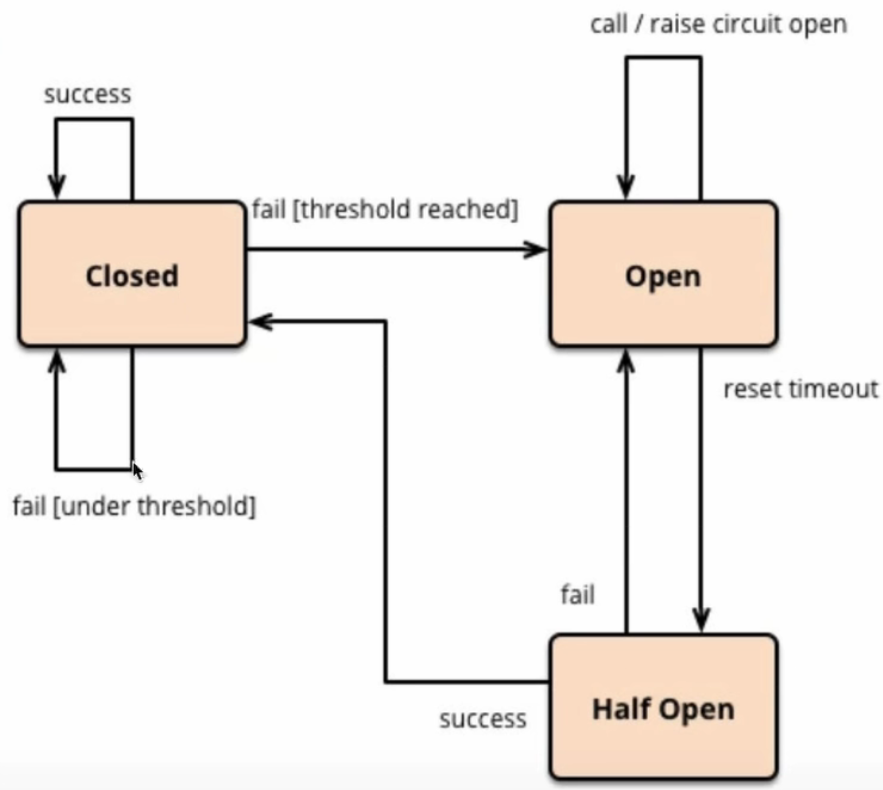 call / raise circuit open
success
fail [threshold reached]
Closed
Open
reset timeout
fail [under threshold]
fail
Half Open
success